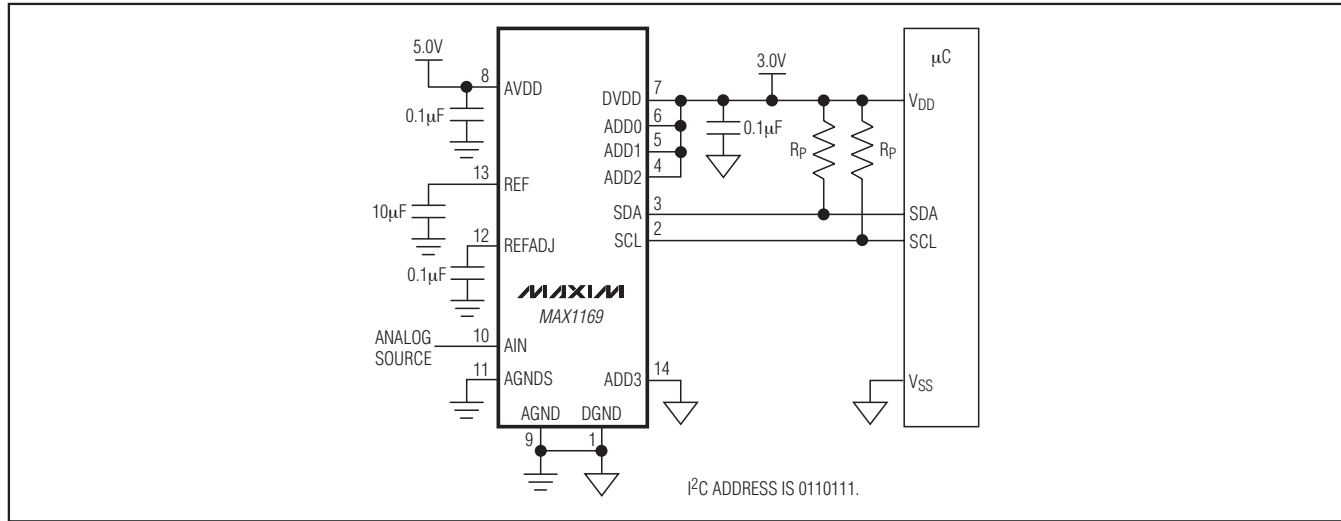 5.0V
8
AVDD
0.1µF
13
REF
10µF
12
REFADJ
0.1µF
MAXIM
MAX1169
ANALOG
SOURCE
10
AIN
11
AGNDS
AGND
DGND
9
1
DVDD
7
ADD0
6
ADD1
5
ADD2
4
SDA
3
SCL
2
ADD3
14
3.0V
0.1µF
RP
RP
µC
VDD
SDA
SCL
VSS
I2C ADDRESS IS 0110111.